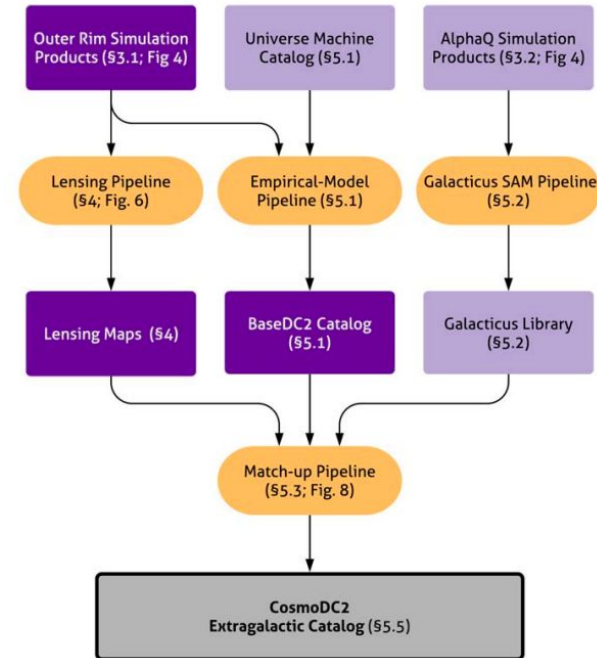 Outer Rim Simulation
Products (§3.1; Fig 4)
Universe Machine
Catalog (§5.1)
AlphaQ Simulation
Products (§3.2; Fig 4)
Lensing Pipeline
(§4; Fig. 6)
Empirical-Model
Pipeline (§5.1)
Galacticus SAM Pipeline
(§5.2)
Lensing Maps (§4)
BaseDC2 Catalog
(§5.1)
Galacticus Library
(§5.2)
Match-up Pipeline
(§5.3; Fig. 8)
CosmoDC2
Extragalactic Catalog (§5.5)